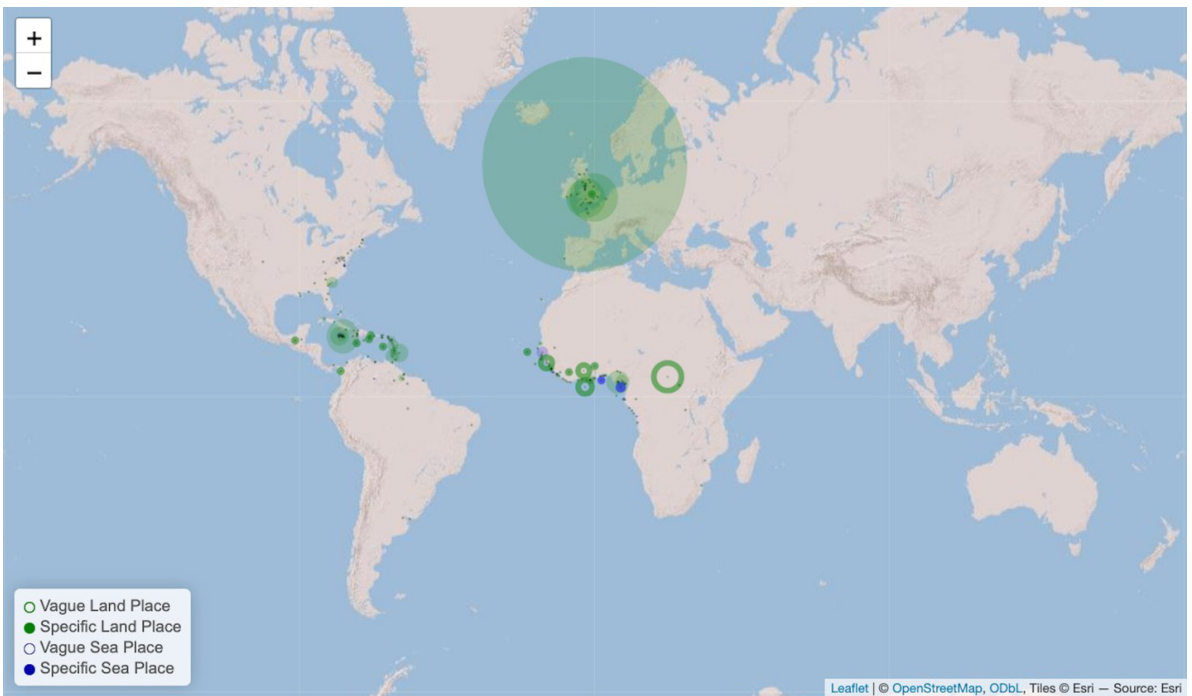 +
−
Vague Land Place
Specific Land Place
Vague Sea Place
Specific Sea Place
Leaflet | © OpenStreetMap, ODbL, Tiles © Esri — Source: Esri